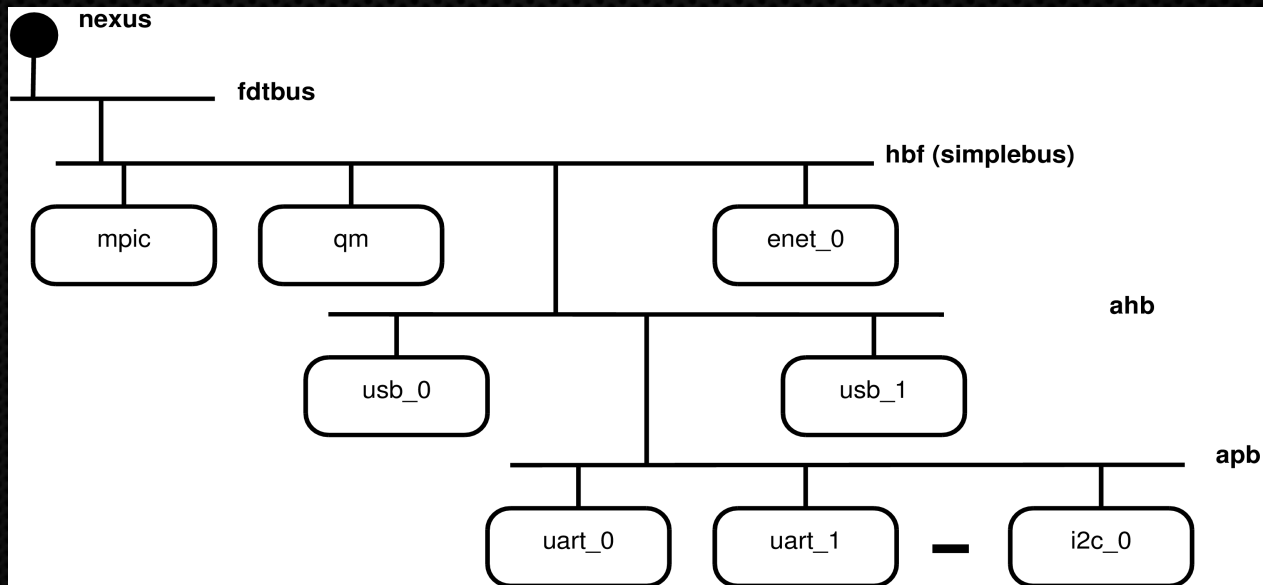 nexus
fdtbus
hbf (simplebus)
mpic
qm
enet_0
ahb
usb_0
usb_1
apb
uart_0
uart_1
i2c_0